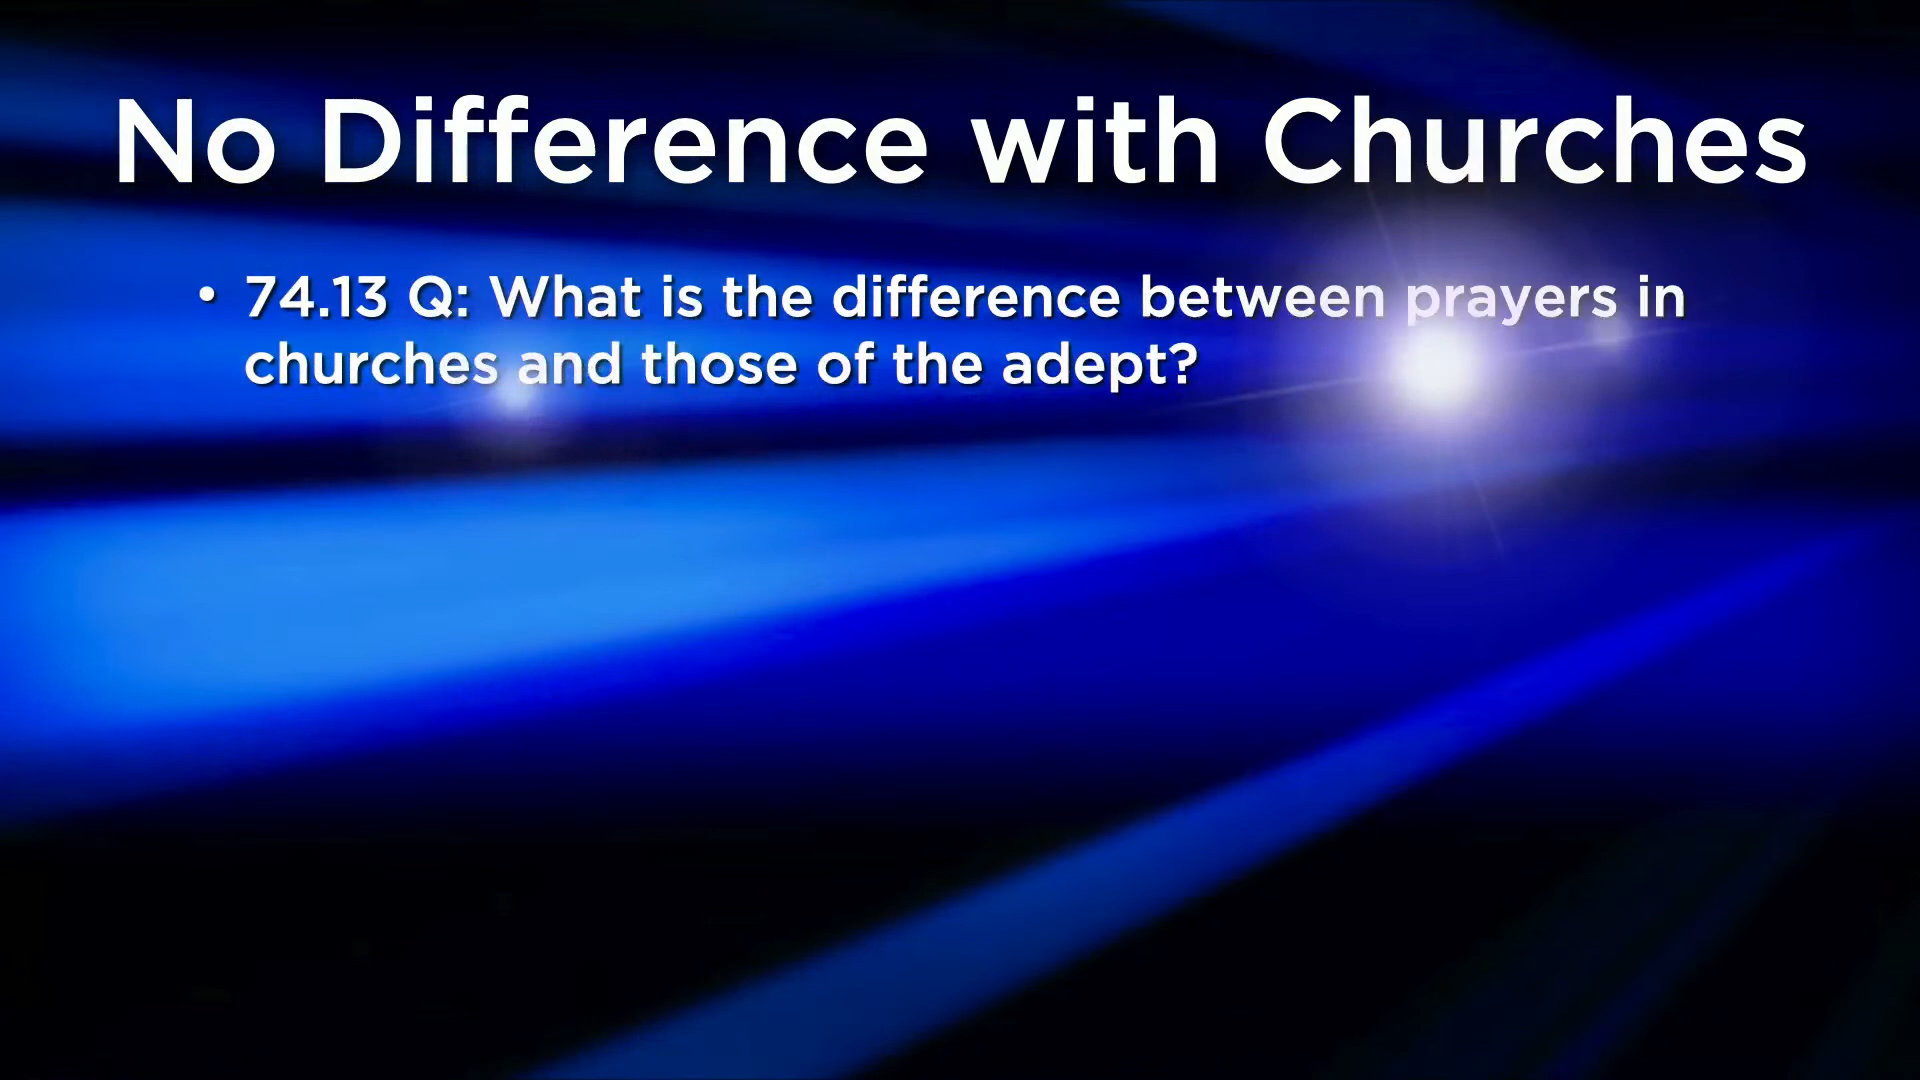 No Difference with Churches
• 74.13 Q: What is the difference between prayers in
churches and those of the adept?